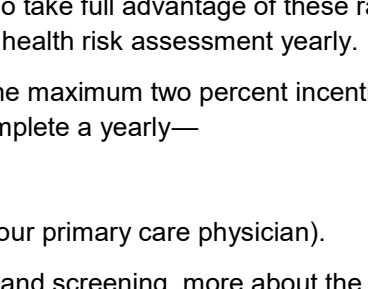 o take full advantage of these ra
health risk assessment yearly.
he maximum two percent incenti
mplete a yearly—
our primary care physician).
and screening, more about the